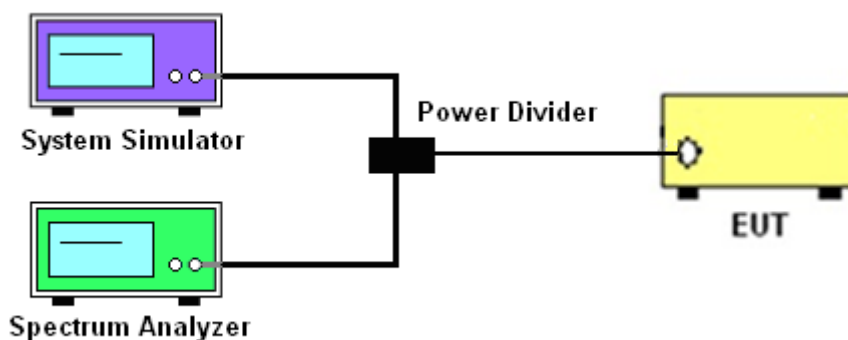 System Simulator
Power Divider
EUT
Spectrum Analyzer